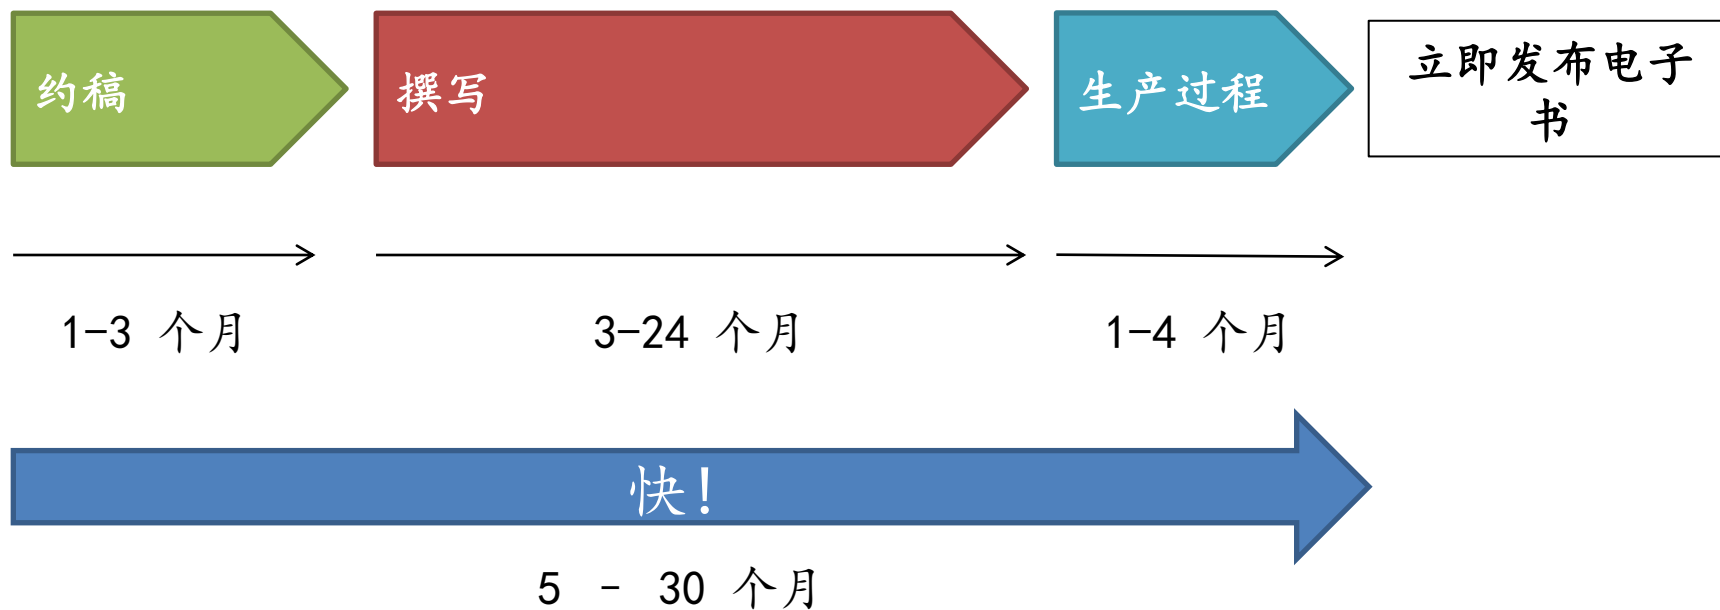 约稿
撰写
生产过程
立即发布电子
书
1-3 个月
3-24 个月
1-4 个月
快!
5 - 30 个月